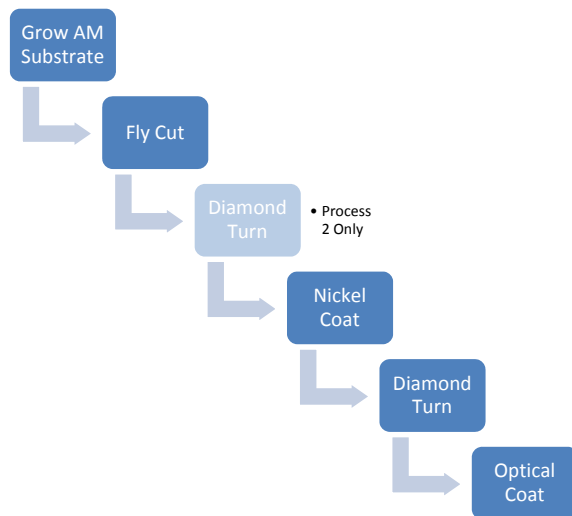 Grow AM
Substrate
Fly Cut
Diamond
Turn
• Process
2 Only
Nickel
Coat
Diamond
Turn
Optical
Coat